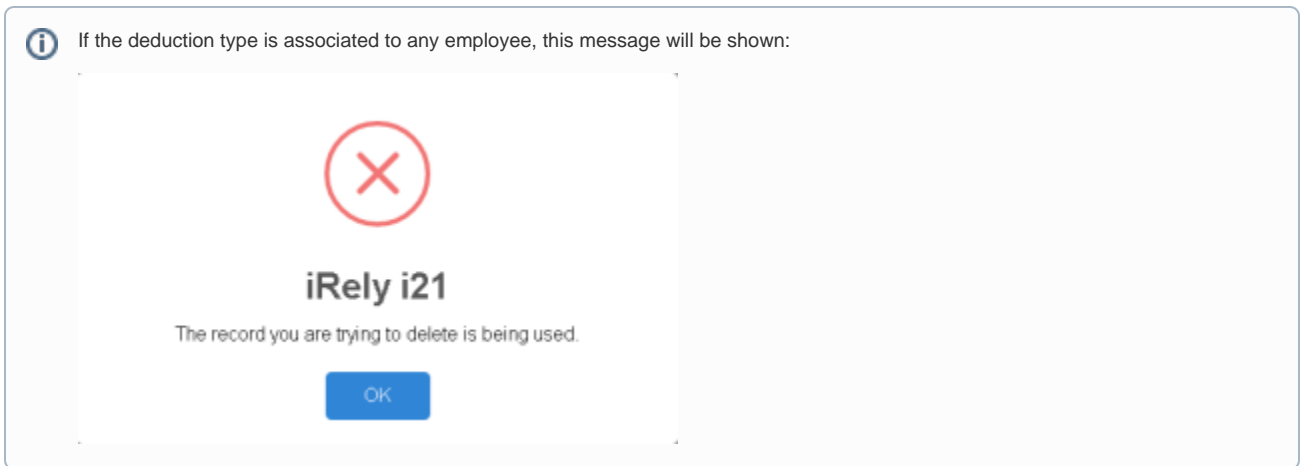 If the deduction type is associated to any employee, this message will be shown:
iRely i21
The record you are trying to delete is being used.
OK